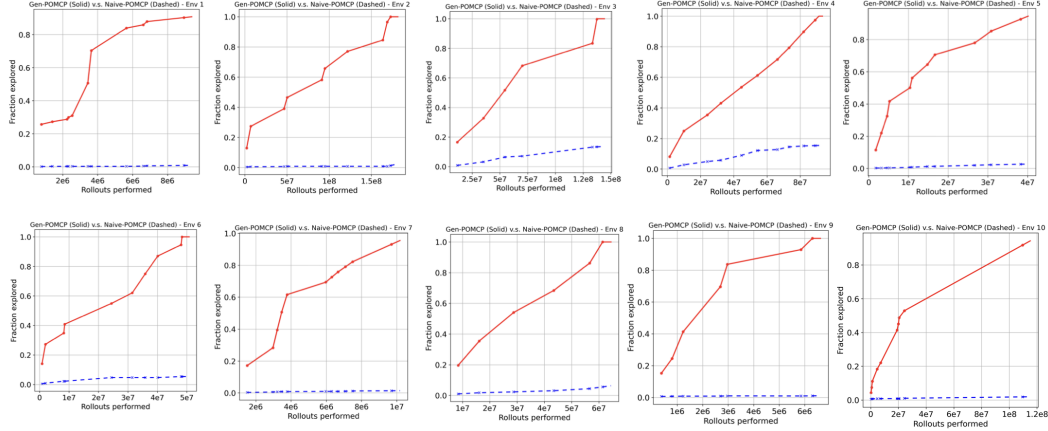 Gen-POMCP (Solid) v.s. Naive-POMCP (Dashed) - Env 1
Fraction explored
1.0
0.8
0.6
0.4
0.2
0.0
2e6 4e6 6e6 8e6
Rollouts performed
Gen-POMCP (Solid) v.s. Naive-POMCP (Dashed) - Env 2
Fraction explored
1.0
0.8
0.6
0.4
0.2
0.0
0 5e7 1e8 1.5e8
Rollouts performed
Gen-POMCP (Solid) v.s. Naive-POMCP (Dashed) - Env 3
Fraction explored
1.0
0.8
0.6
0.4
0.2
0.0
2.5e7 5e7 7.5e7 1e8 1.2e8 1.5e8
Rollouts performed
Gen-POMCP (Solid) v.s. Naive-POMCP (Dashed) - Env 4
Fraction explored
1.0
0.8
0.6
0.4
0.2
0.0
0 2e7 4e7 6e7 8e7
Rollouts performed
Gen-POMCP (Solid) v.s. Naive-POMCP (Dashed) - Env 5
Fraction explored
1.0
0.8
0.6
0.4
0.2
0.0
0 1e7 2e7 3e7 4e7
Rollouts performed
Gen-POMCP (Solid) v.s. Naive-POMCP (Dashed) - Env 6
Fraction explored
1.0
0.8
0.6
0.4
0.2
0.0
0 1e7 2e7 3e7 4e7 5e7
Rollouts performed
Gen-POMCP (Solid) v.s. Naive-POMCP (Dashed) - Env 7
Fraction explored
1.0
0.8
0.6
0.4
0.2
0.0
2e6 4e6 6e6 8e6 1e7
Rollouts performed
Gen-POMCP (Solid) v.s. Naive-POMCP (Dashed) - Env 8
Fraction explored
1.0
0.8
0.6
0.4
0.2
0.0
1e7 2e7 3e7 4e7 5e7 6e7
Rollouts performed
Gen-POMCP (Solid) v.s. Naive-POMCP (Dashed) - Env 9
Fraction explored
1.0
0.8
0.6
0.4
0.2
0.0
1e6 2e6 3e6 4e6 5e6 6e6
Rollouts performed
Gen-POMCP (Solid) v.s. Naive-POMCP (Dashed) - Env 10
Fraction explored
1.0
0.8
0.6
0.4
0.2
0.0
0 2e7 4e7 6e7 8e7 1e8 1.2e8
Rollouts performed